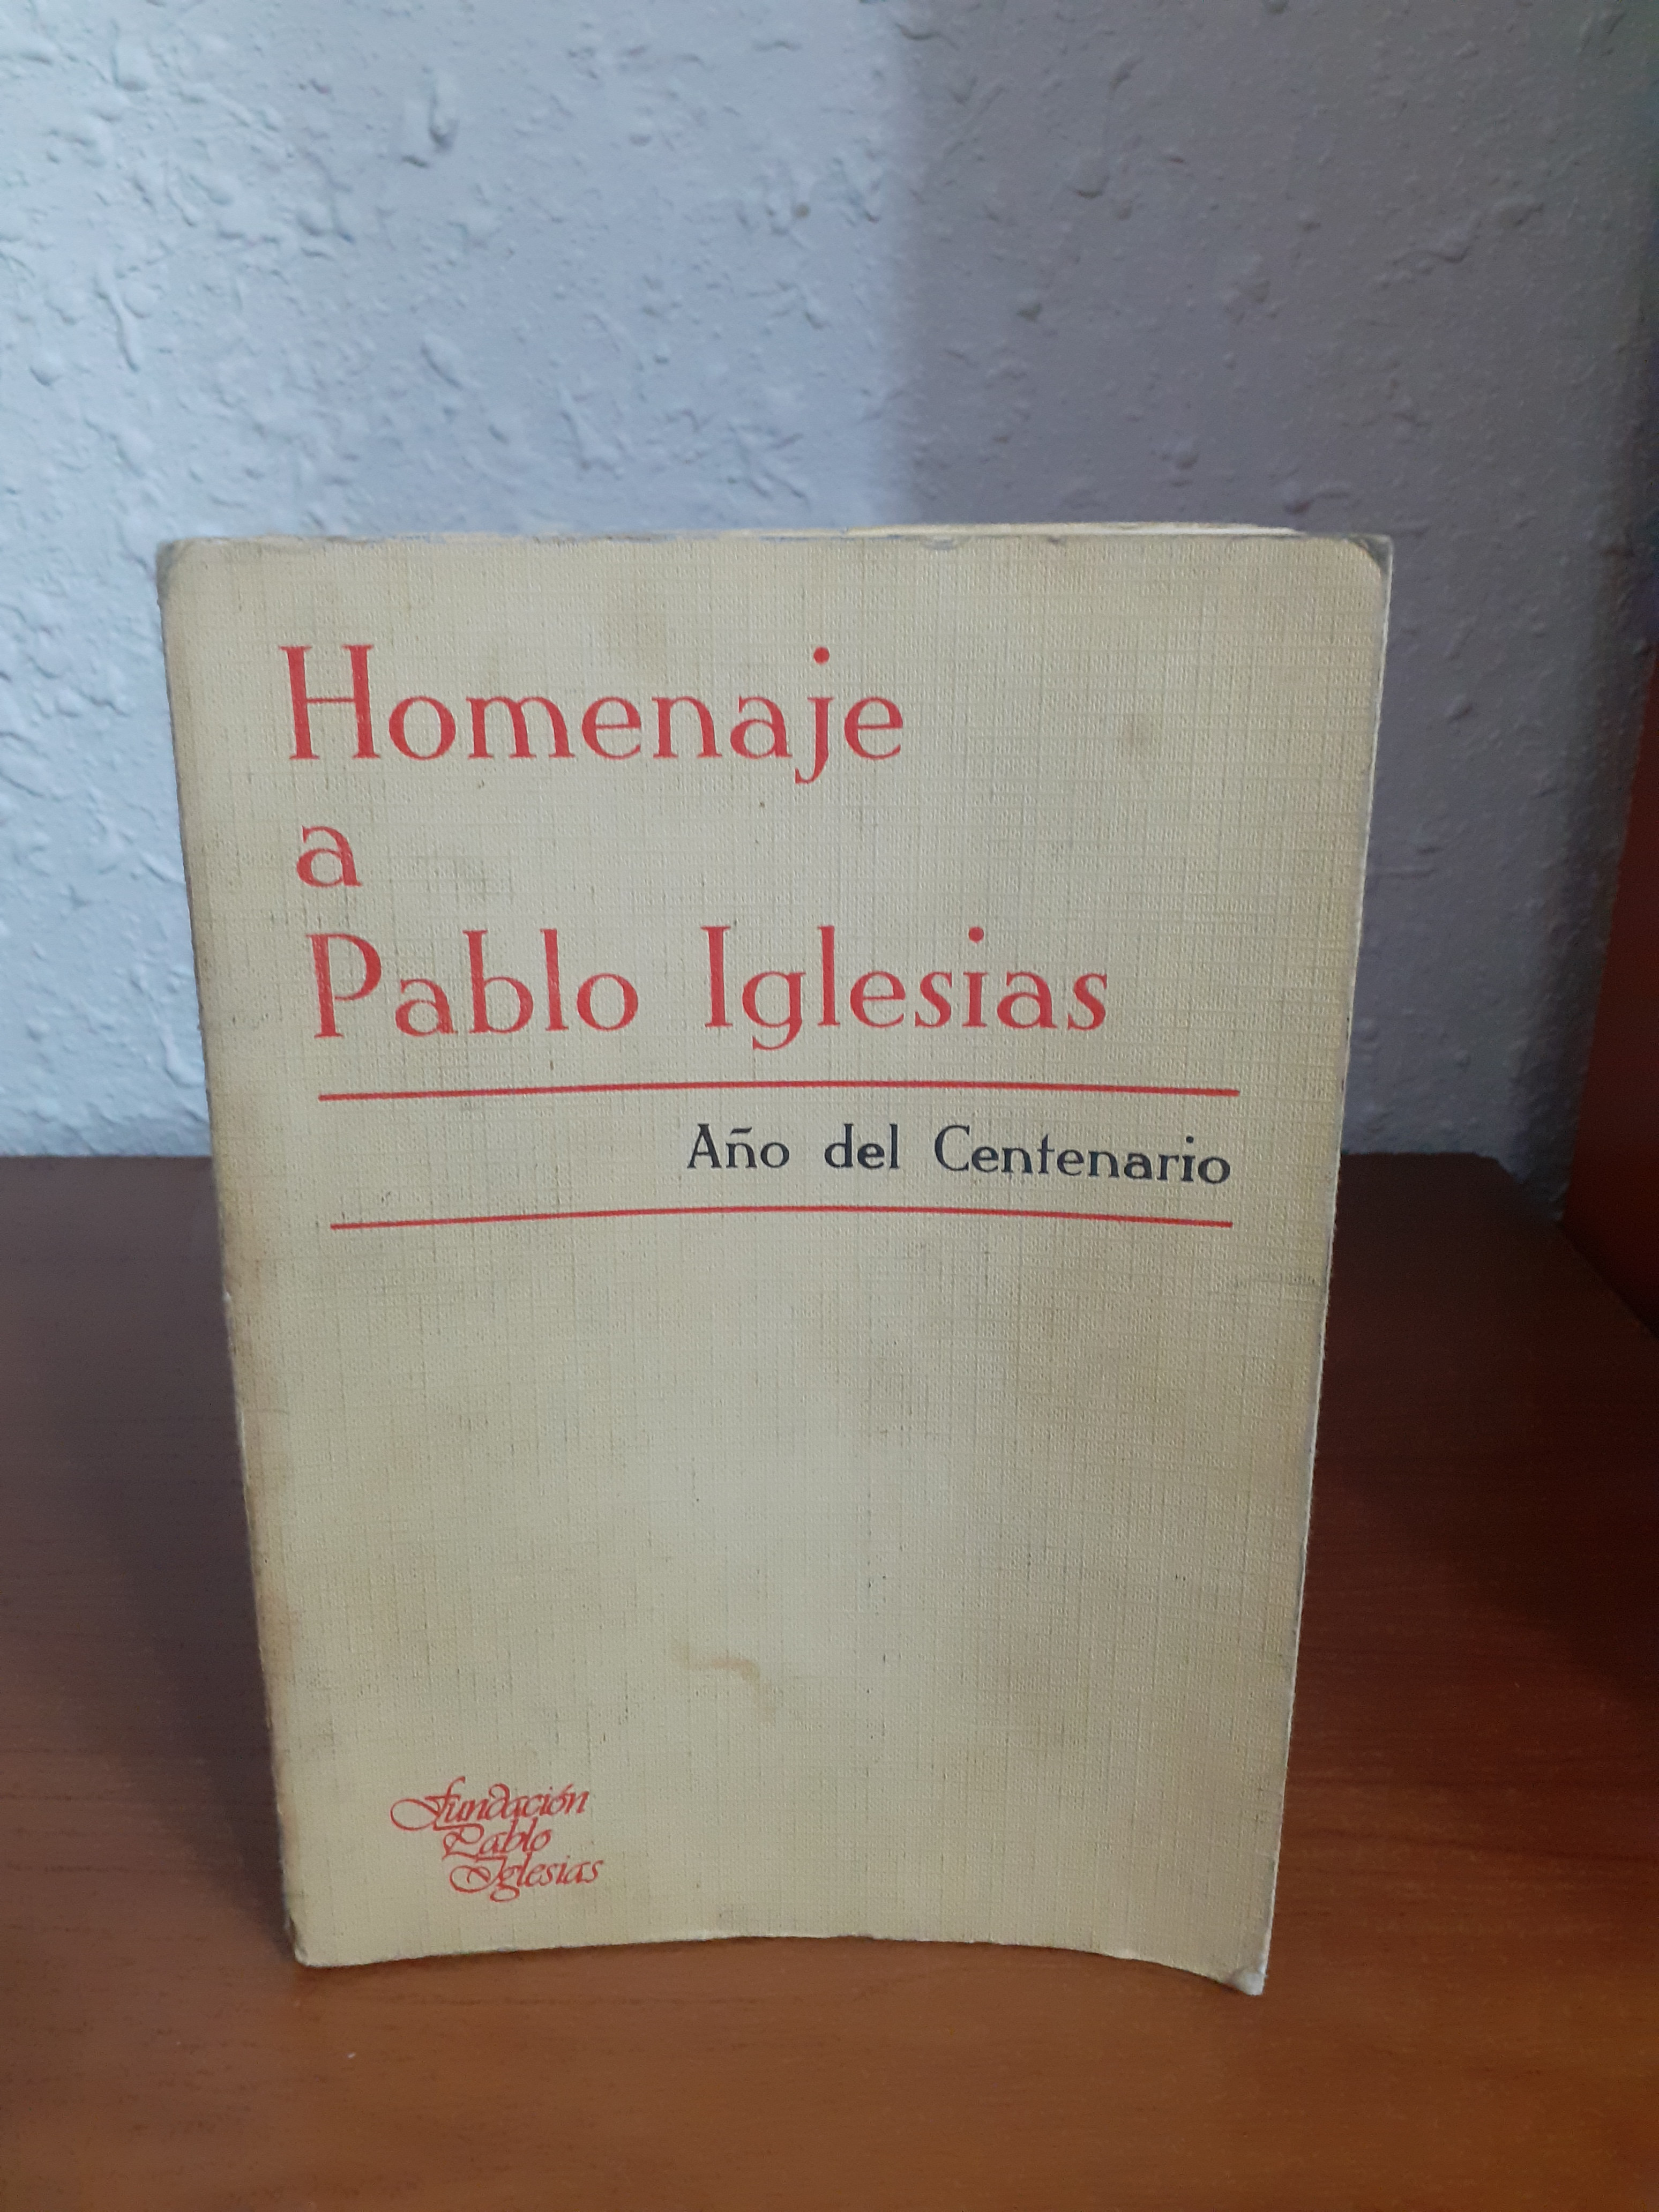 Homenaje
a
Pablo Iglesias
Año del Centenario
Fundación
Pablo
Iglesias